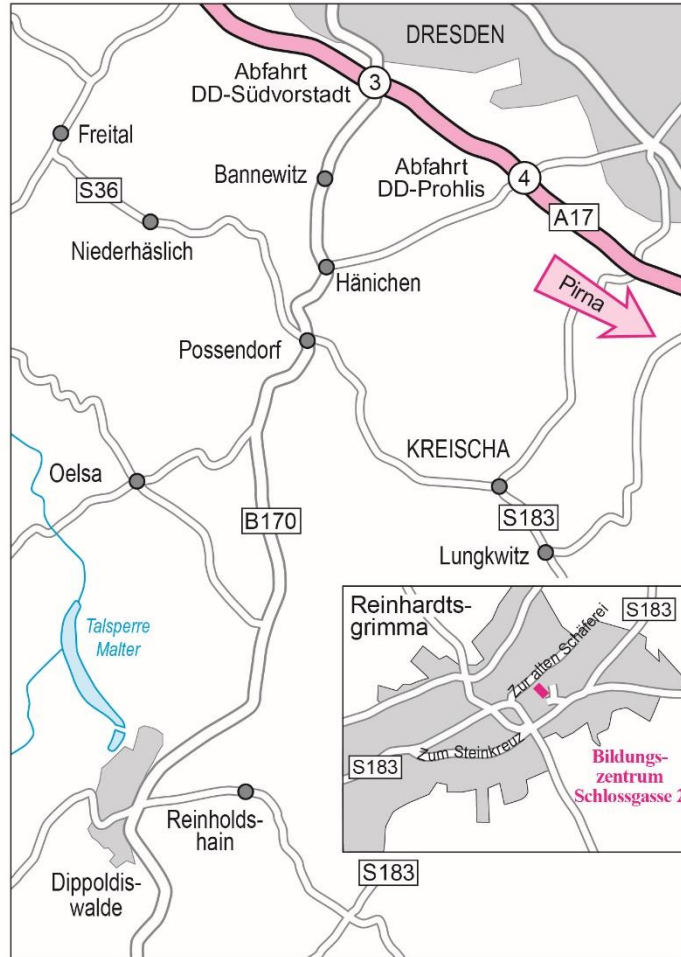 DRESDEN
Abfahrt
DD-Südvorstadt
3
Freital
Bannewitz
Abfahrt
DD-Prohlis
4
S36
A17
Niederhäslich
Hänichen
Pirna
Possendorf
KREISCHA
Oelsa
B170
S183
Lungkwitz
Talsperre
Malter
Reinhardts-
grimma
S183
Zur alten Schäferei
Zum Steinkreuz
S183
Bildungs-
zentrum
Schlossgasse 2
Reinholds-
hain
Dippoldis-
walde
S183